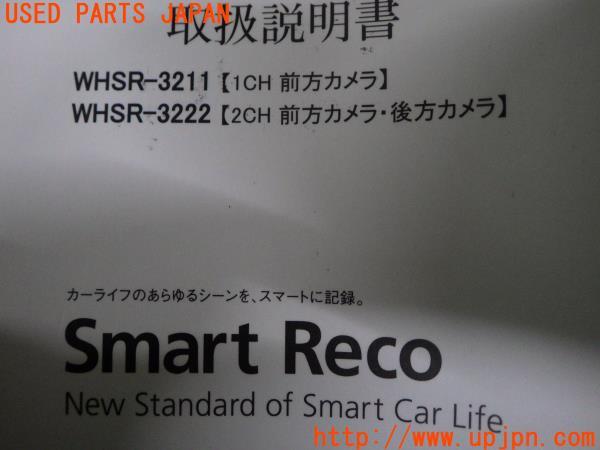 USED PARTS JAPAN
取扱説明書
WHSR-3211【1CH 前方カメラ】
WHSR-3222【2CH 前方カメラ・後方カメラ】
カーライフのあらゆるシーンを、スマートに記録。
Smart Reco
New Standard of Smart Car Life
http://www.upjpn.com